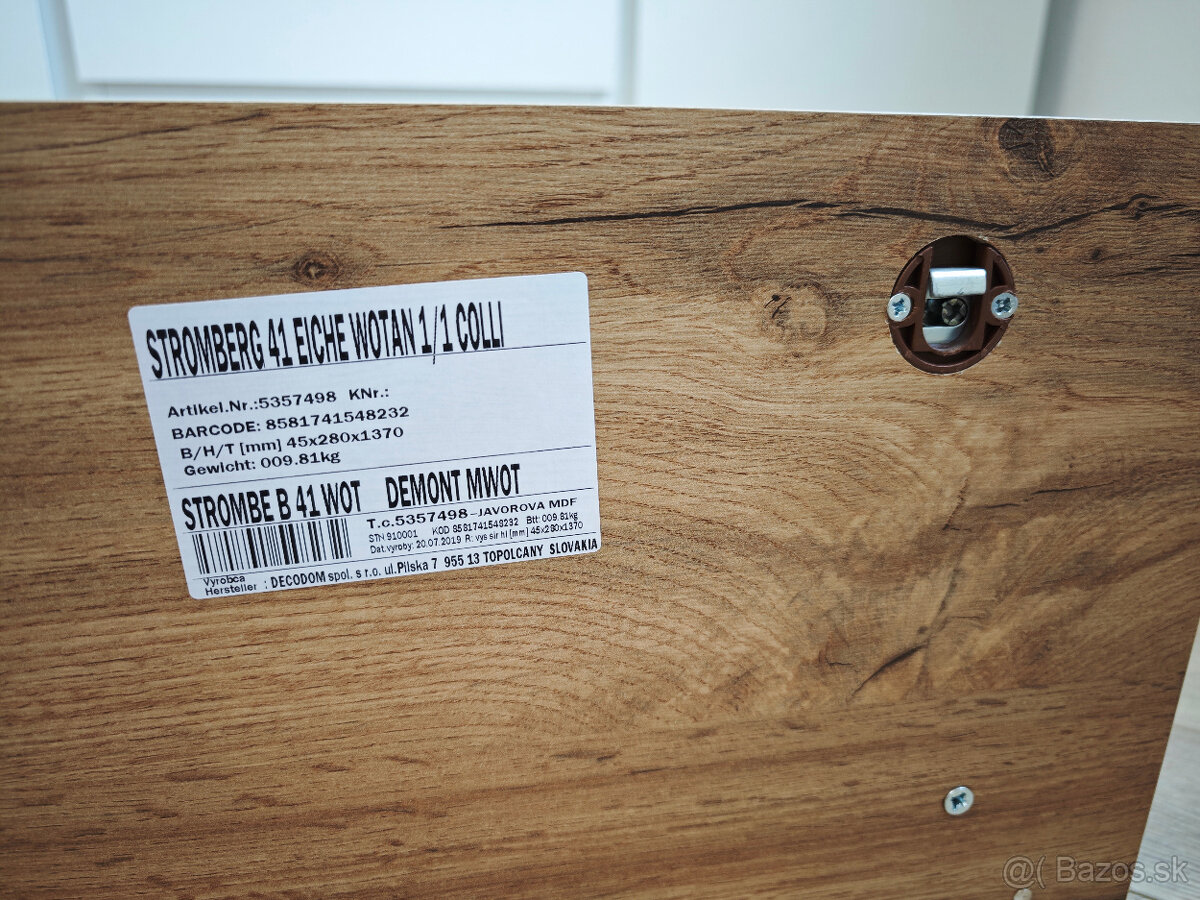 STROMBERG 41 EICHE WOTAN 1/1 COLLI
Artikel.Nr.:5357498 KNr.:
BARCODE: 8581741548232
B/H/T [mm] 45x280x1370
Gewicht: 009.81kg
STROMBE B 41 WOT DEMONT MWOT
T.c.5357498-JAVOROVA MDF
STN 910001 KOD 8581741548232 Btt: 009.81kg
Dat.vyroby: 20.07.2019 R: vys sir hl [mm] 45x280x1370
Vyrobca
Hersteller : DECODOM spol. s r.o. ul.Pilska 7 955 13 TOPOLCANY SLOVAKIA
@( Bazos.sk